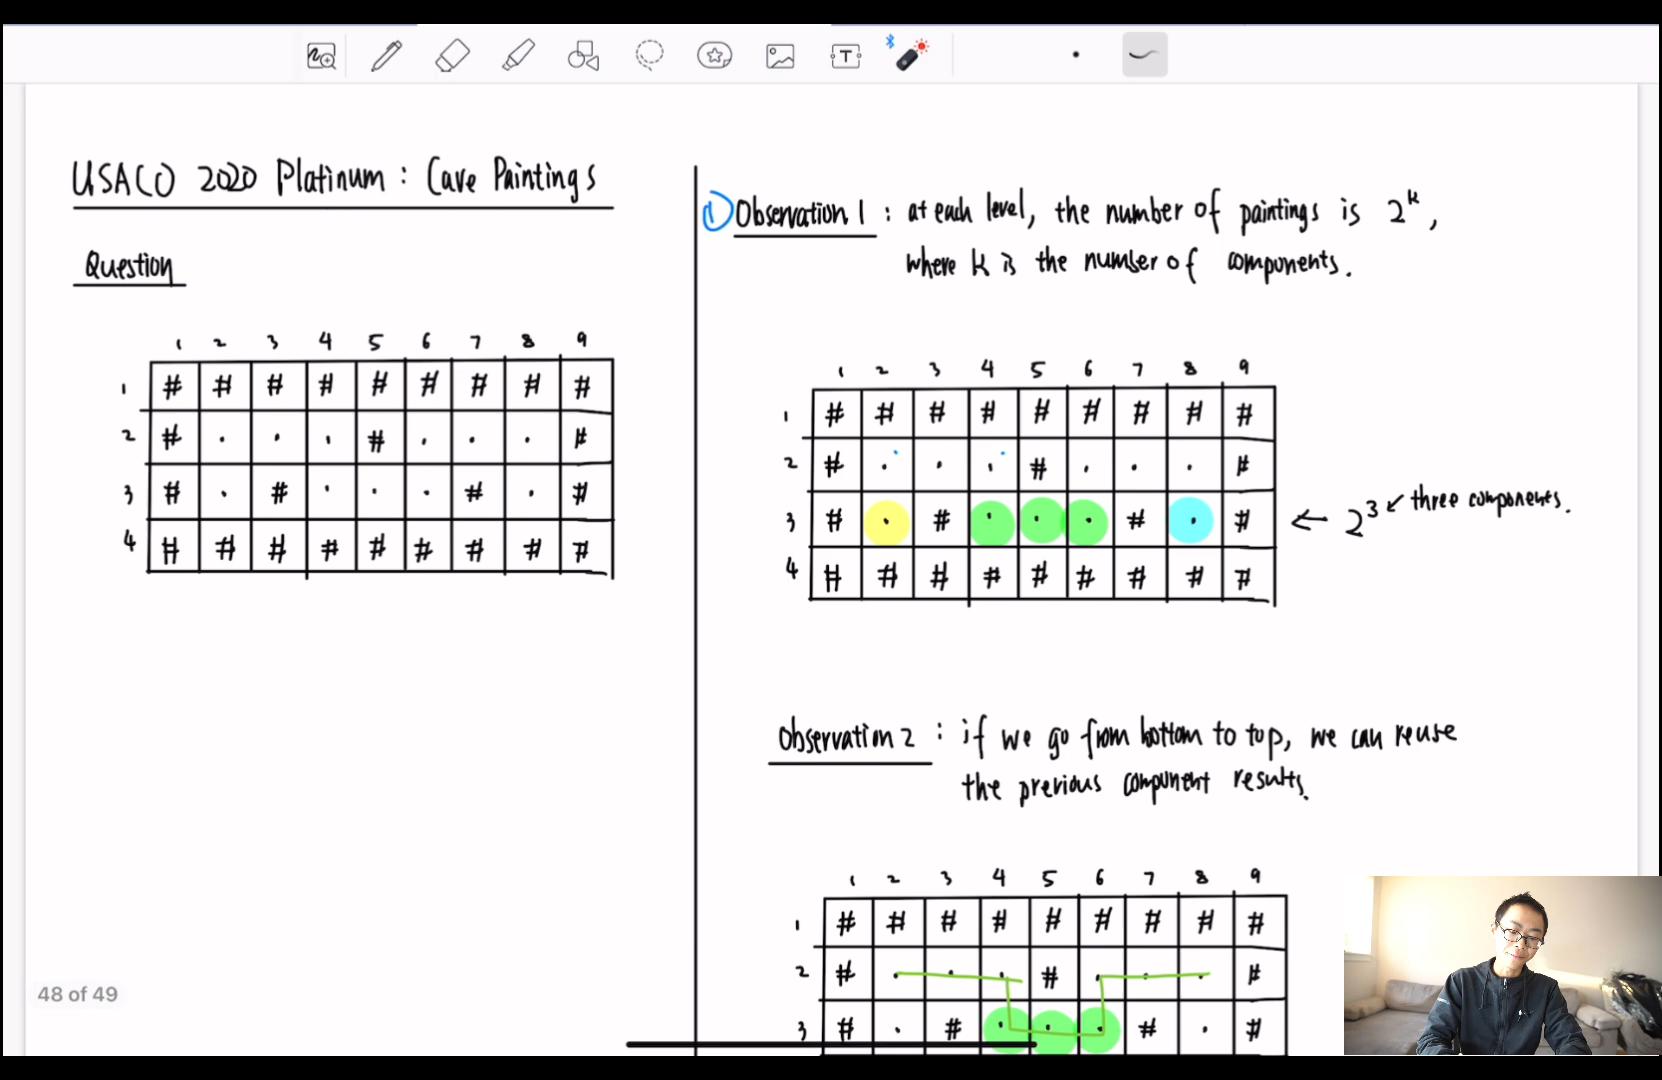 USACO 2020 Platinum : Cave Paintings
Question
1 2 3 4 5 6 7 8 9
1 # # # # # # # # #
2 # . . . # . . . #
3 # . # . . . # . #
4 # # # # # # # # #
① Observation 1 : at each level, the number of paintings is 2^k,
where k is the number of components.
1 2 3 4 5 6 7 8 9
1 # # # # # # # # #
2 # . . . # . . . #
3 # . # . . . # . # ← 2^3 ↙ three components.
4 # # # # # # # # #
Observation 2 : if we go from bottom to top, we can reuse
the previous component results.
1 2 3 4 5 6 7 8 9
1 # # # # # # # # #
2 # . . . # . . . #
3 # . # . . . # . #
48 of 49
T